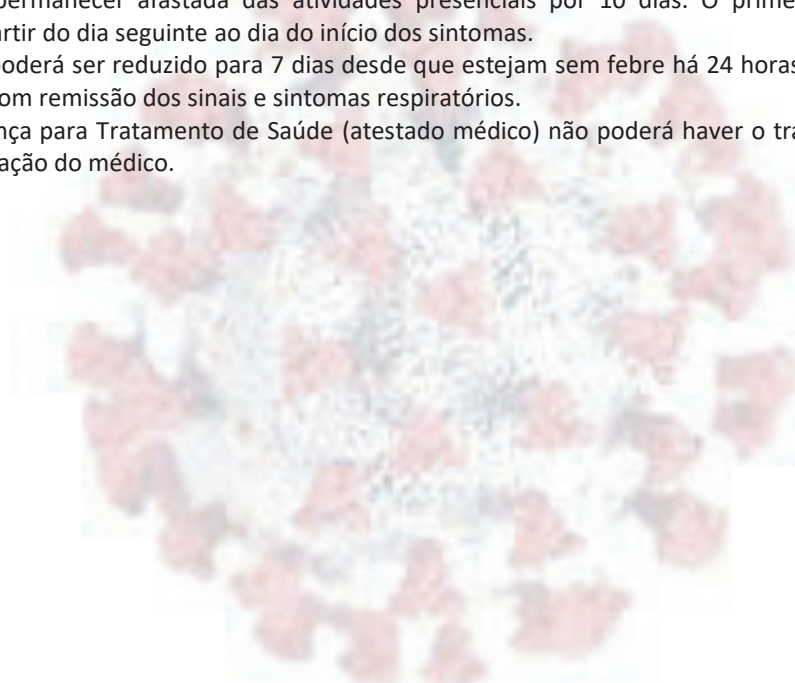 permanecer afastada das atividades presenciais por 10 dias. O prime
artir do dia seguinte ao dia do início dos sintomas.
poderá ser reduzido para 7 dias desde que estejam sem febre há 24 horas
om remissão dos sinais e sintomas respiratórios.
nça para Tratamento de Saúde (atestado médico) não poderá haver o tra
ação do médico.